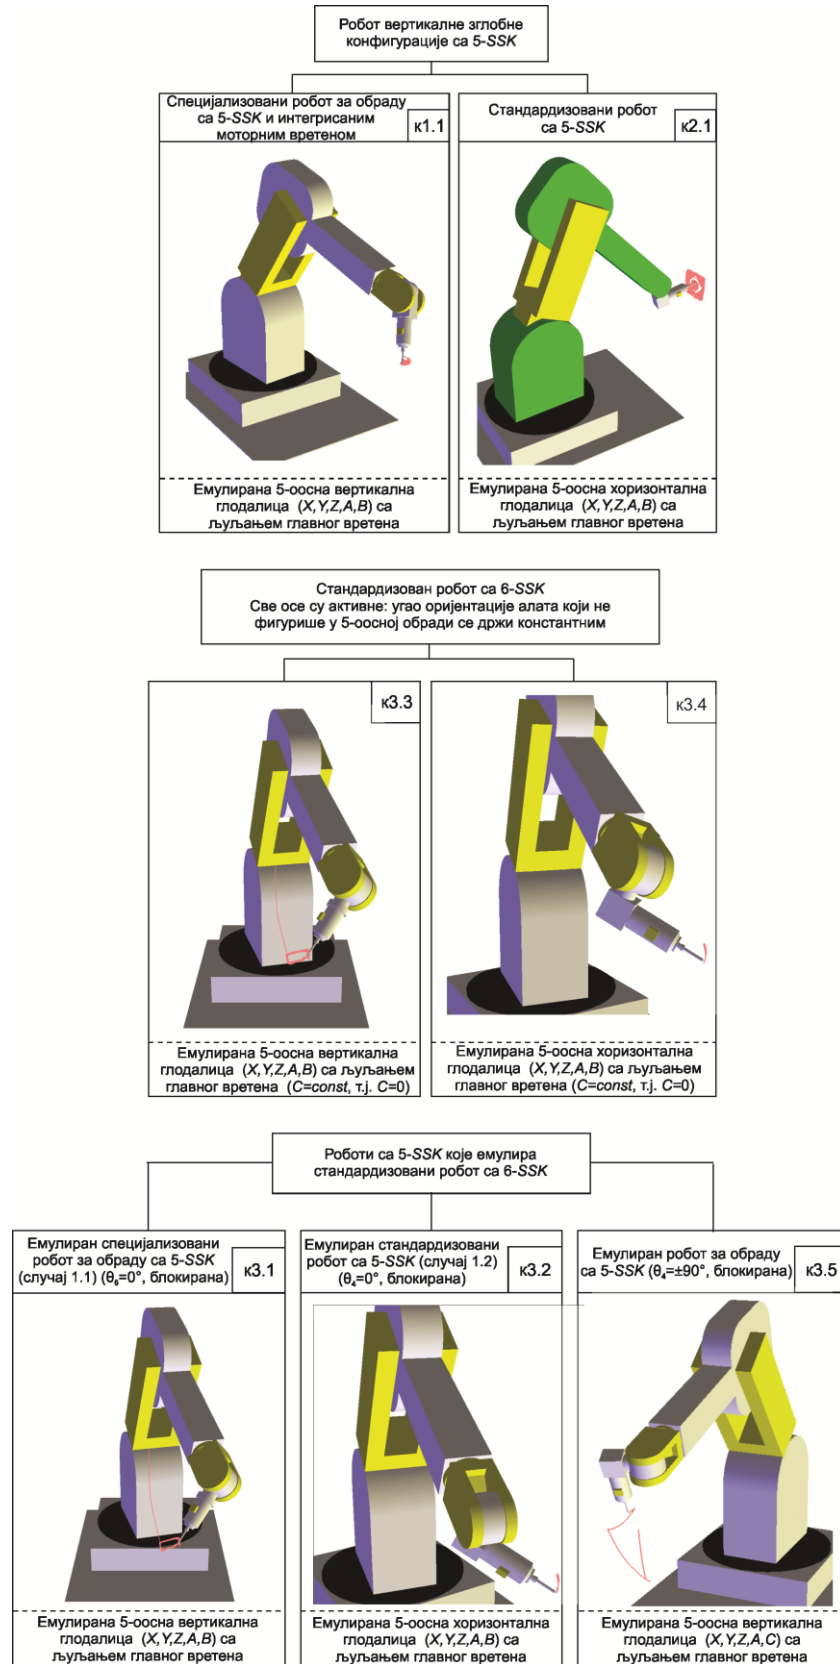 Робот вертикалне зглобне
конфигурације са 5-SSK
Специјализовани робот за обраду
са 5-SSK и интегрисаним
моторним вретеном
к1.1
Стандардизовани робот
са 5-SSK
к2.1
Емулирана 5-оосна вертикална
глодалица (X,Y,Z,A,B) са
љуљањем главног вретена
Емулирана 5-оосна хоризонтална
глодалица (X,Y,Z,A,B) са
љуљањем главног вретена
Стандардизован робот са 6-SSK
Све осе су активне: угао оријентације алата који не
фигурише у 5-оосној обради се држи константним
к3.3
к3.4
Емулирана 5-оосна вертикална
глодалица (X,Y,Z,A,B) са љуљањем
главног вретена (C=const, т.ј. C=0)
Емулирана 5-оосна хоризонтална
глодалица (X,Y,Z,A,B) са љуљањем
главног вретена (C=const, т.ј. C=0)
Роботи са 5-SSK које емулира
стандардизовани робот са 6-SSK
Емулиран специјализовани
робот за обраду са 5-SSK
(случај 1.1) (θ₆=0°, блокирана)
к3.1
Емулиран стандардизовани
робот са 5-SSK (случај 1.2)
(θ₄=0°, блокирана)
к3.2
Емулиран робот за обраду
са 5-SSK (θ₄=±90°, блокирана)
к3.5
Емулирана 5-оосна вертикална
глодалица (X,Y,Z,A,B) са
љуљањем главног вретена
Емулирана 5-оосна хоризонтална
глодалица (X,Y,Z,A,B) са
љуљањем главног вретена
Емулирана 5-оосна вертикална
глодалица (X,Y,Z,A,C) са
љуљањем главног вретена